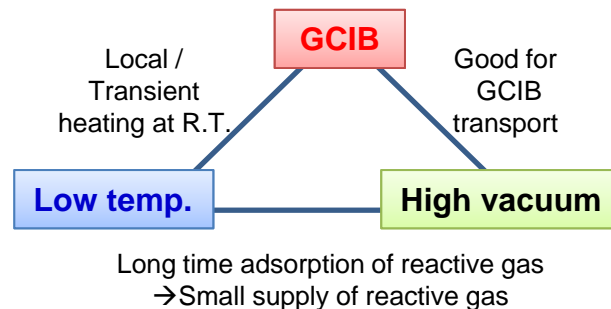 GCIB
Local /
Transient
heating at R.T.
Good for
GCIB
transport
Low temp.
High vacuum
Long time adsorption of reactive gas
→Small supply of reactive gas